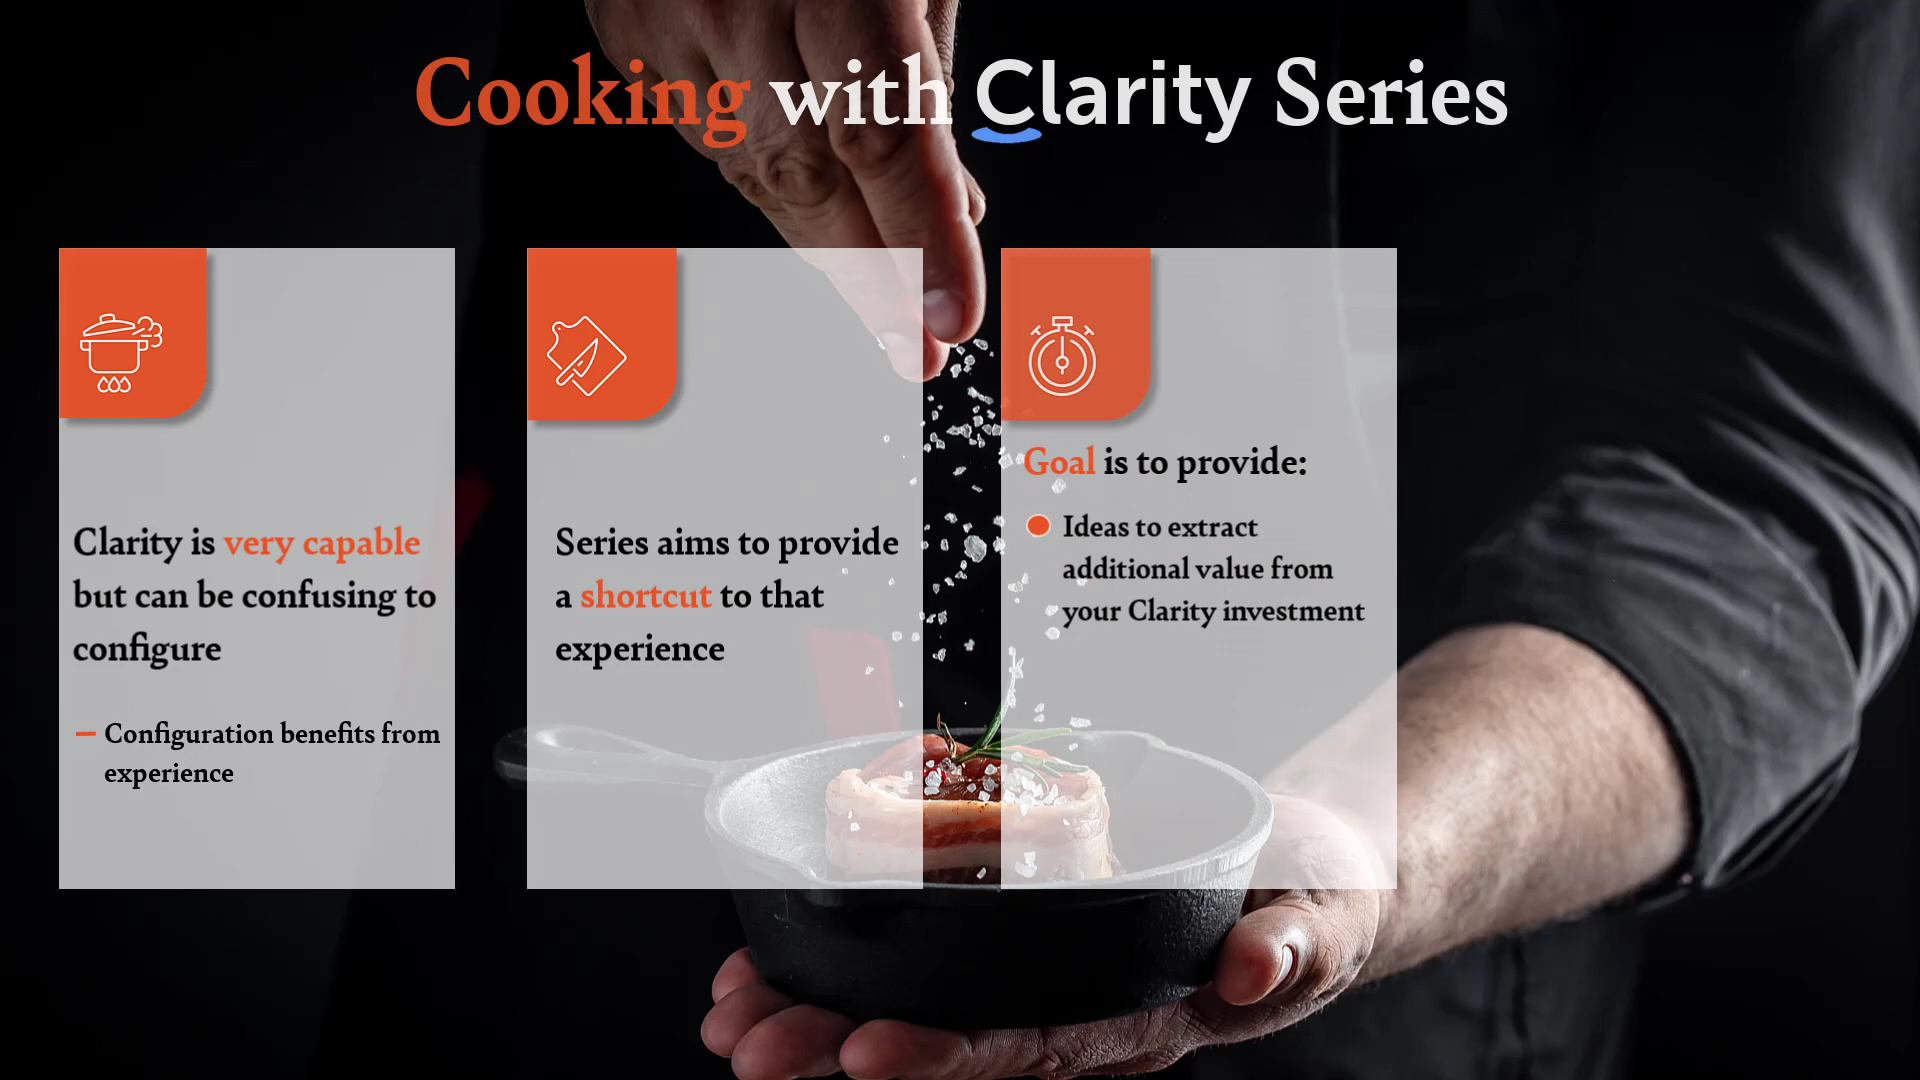 Cooking with Clarity Series
Clarity is very capable
but can be confusing to
configure
Configuration benefits from
experience
Series aims to provide
a shortcut to that
experience
Goal is to provide:
Ideas to extract
additional value from
your Clarity investment